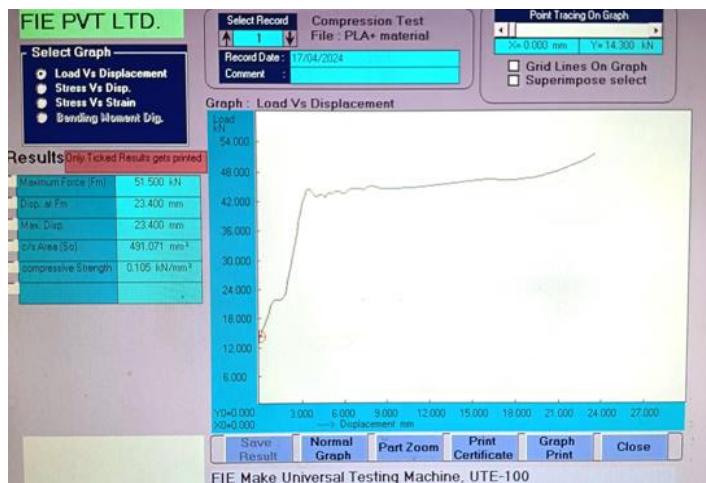 FIE PVT LTD.
Select Graph
Load Vs Displacement
Stress Vs Disp.
Stress Vs Strain
Bending Moment Dig.
Select Record
1
Compression Test
File : PLA+ material
Record Date : 17/04/2024
Comment :
Point Tracing On Graph
X= 0.000 mm Y= 14.300 kN
Grid Lines On Graph
Superimpose select
Results Only Ticked Results gets printed
Maximum Force (Fm) 51.500 kN
Disp. at Fm 23.400 mm
Max. Disp. 23.400 mm
c/s Area (So) 491.071 mm²
compressive Strength 0.105 kN/mm²
Graph : Load Vs Displacement
Load
kN
54.000
48.000
42.000
36.000
30.000
24.000
18.000
12.000
6.000
Y0=0.000
X0=0.000
3.000 6.000 9.000 12.000 15.000 18.000 21.000 24.000 27.000
---> Displacement mm
Save Result
Normal Graph
Part Zoom
Print Certificate
Graph Print
Close
FIE Make Universal Testing Machine, UTE-100